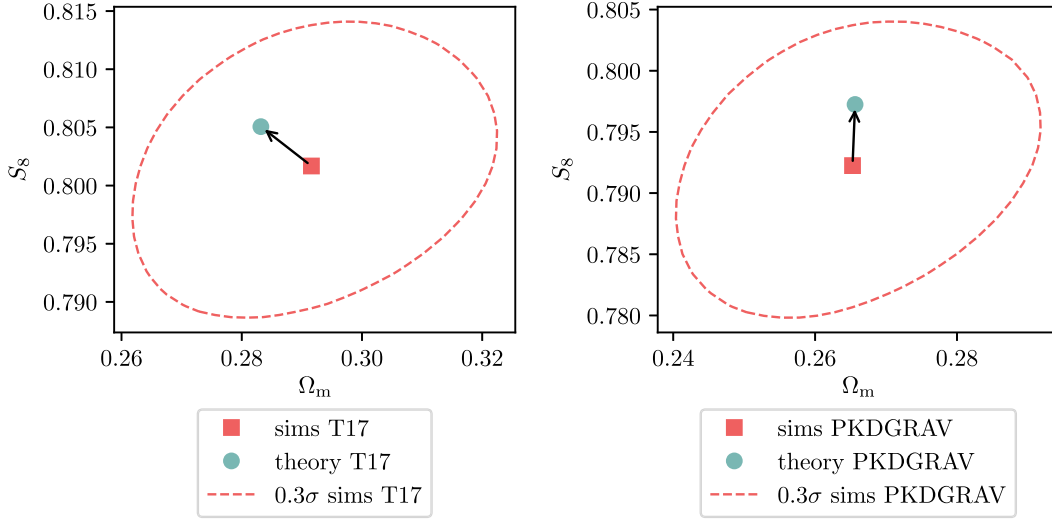 0.815
0.810
0.805
0.800
0.795
0.790
S₈
0.26
0.28
0.30
0.32
Ωₘ
sims T17
theory T17
0.3σ sims T17
0.805
0.800
0.795
0.790
0.785
0.780
S₈
0.24
0.26
0.28
Ωₘ
sims PKDGRAV
theory PKDGRAV
0.3σ sims PKDGRAV